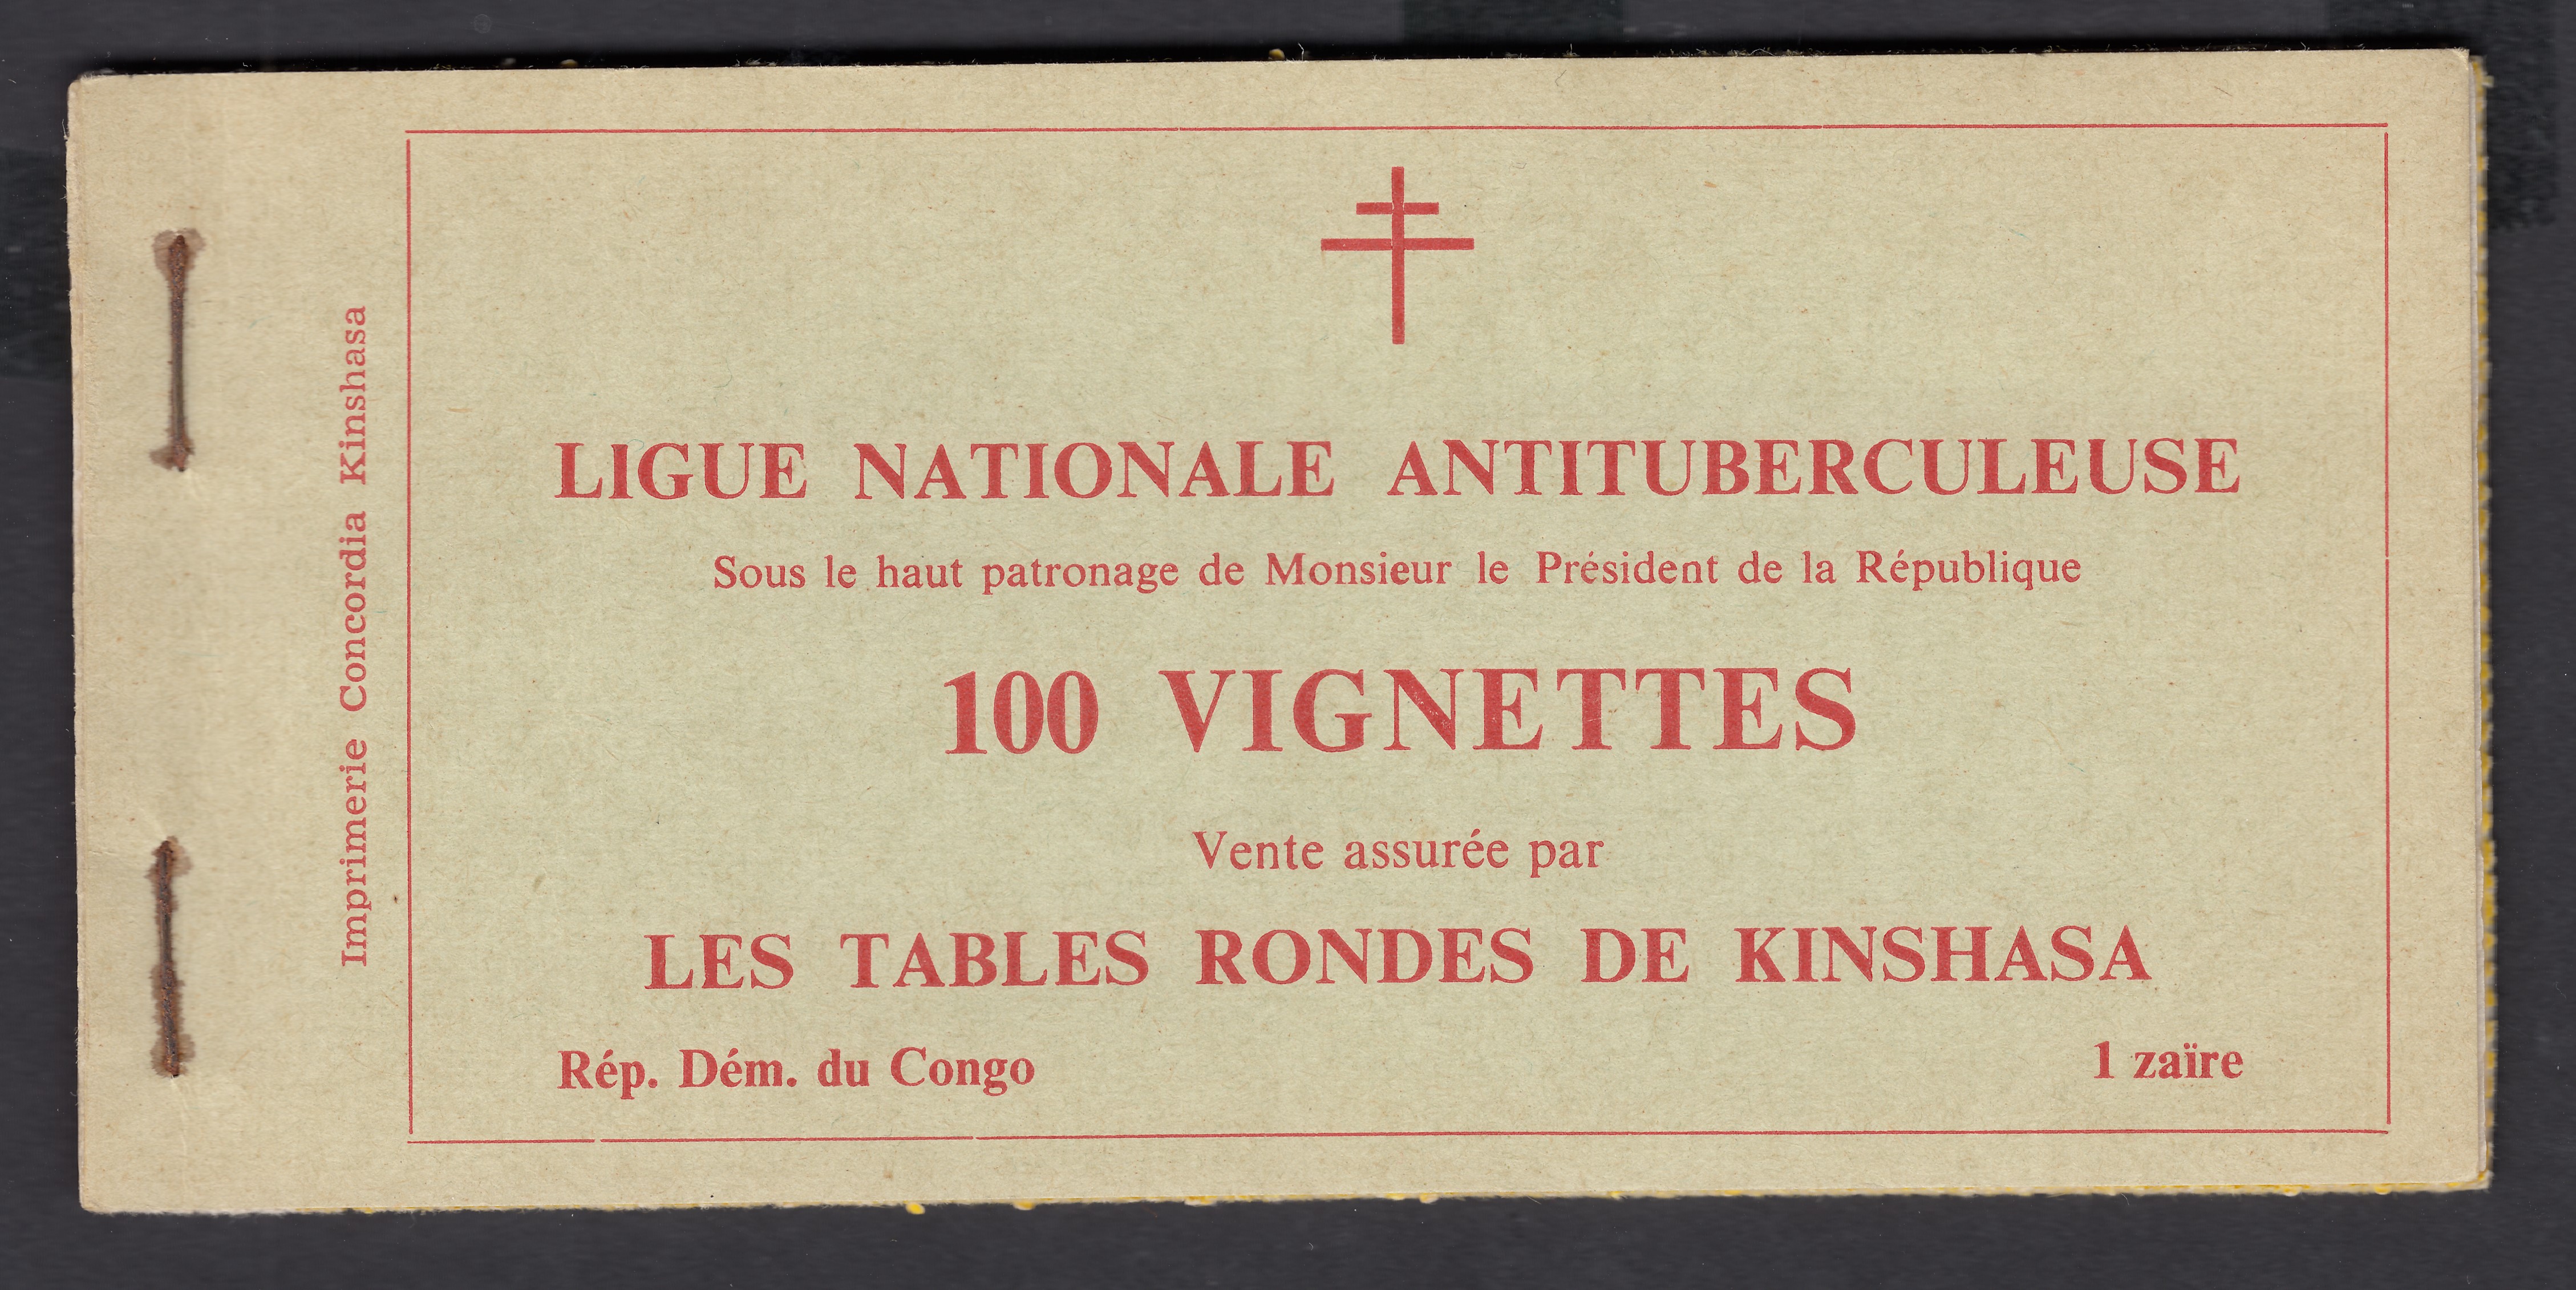 Imprimerie Concordia Kinshasa
LIGUE NATIONALE ANTITUBERCULEUSE
Sous le haut patronage de Monsieur le Président de la République
100 VIGNETTES
Vente assurée par
LES TABLES RONDES DE KINSHASA
Rép. Dém. du Congo
1 zaïre